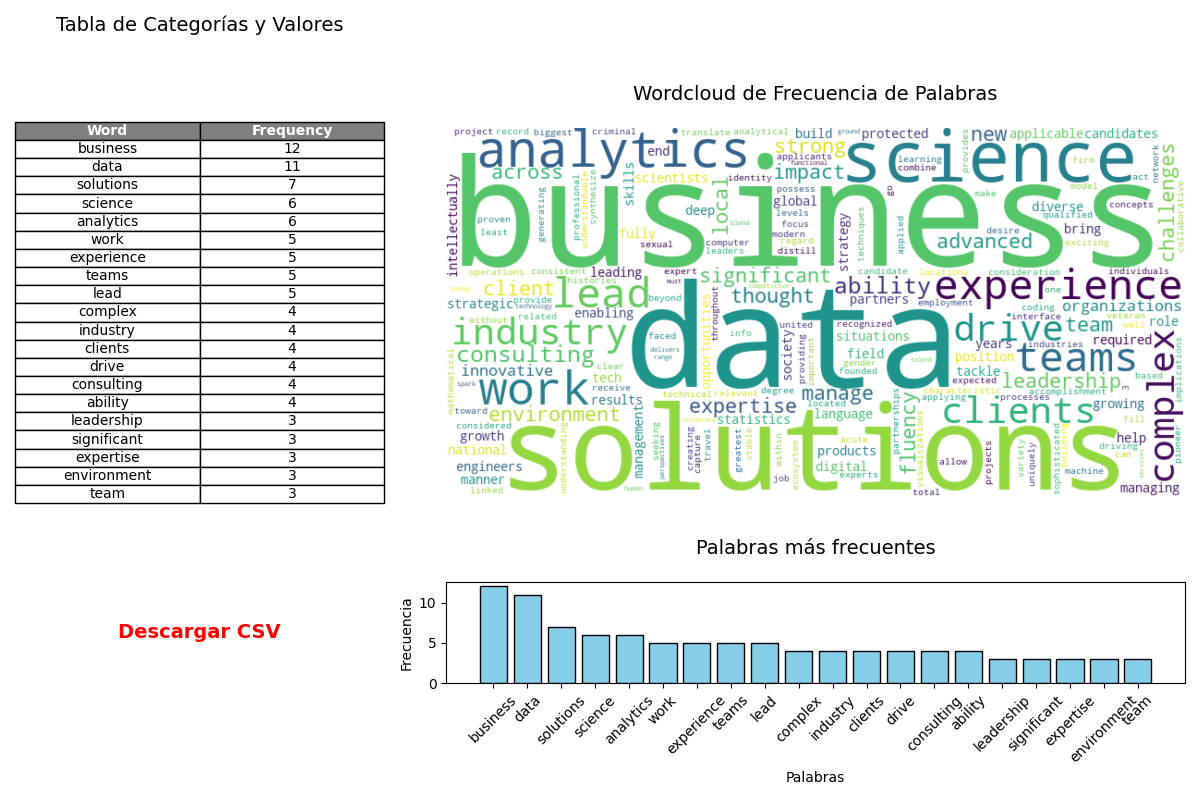 Tabla de Categorías y Valores
Word Frequency
business 12
data 11
solutions 7
science 6
analytics 6
work 5
experience 5
teams 5
lead 5
complex 4
industry 4
clients 4
drive 4
consulting 4
ability 4
leadership 3
significant 3
expertise 3
environment 3
team 3
Descargar CSV
Wordcloud de Frecuencia de Palabras
project record biggest criminal translate analytical build ground protected new applicable candidates
analytics end strong applicants functional science provides firm
across skills scientists impact learning combine model act network
intellectually business identity possess go make concepts challenges collaborative
generating professional understandable synthesize local deep global levels diverse qualified bring
proven least fully blend focus modern strategy techniques applied desire
sexual computer leaders regard distill advanced exciting
operations consistent leading expert significant candidate locations consideration individuals
along client histories must competitive ability experience
strategic provide lead beyond thought partners employment one organizations
without related enabling opportunities throughout info united recognized coding interface veteran well role
industry faced data society situations drive team
mathematical consulting delivers range providing important field gender founded years industries required
innovative clear tech talent position tackle teams complex implications
spark work receive technical relevant degree characteristic expected leadership based
toward technology results expertise manage located applying processes accomplishment m
considered environment corporate statistics language partnerships clients growing fill
growth management seeking perspectives creating capture travel greatest stable within acute fluency visualizations projects variety uniquely sophisticated building driving help can pioneer
national understanding solutions products
engineers ecosystem digital experts allow machine services
manner human job total managing
linked
Palabras más frecuentes
Frecuencia
10
5
0
business data solutions science analytics work experience teams lead complex industry clients drive consulting ability leadership significant expertise environment team
Palabras